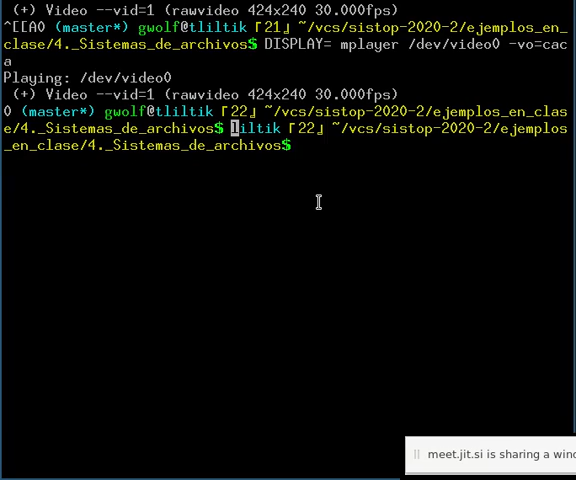 (+) Video --vid=1 (rawvideo 424x240 30.000fps)
^[[A0 (master*) gwolf@tliltik『21』~/vcs/sistop-2020-2/ejemplos_en_
clase/4._Sistemas_de_archivos$ DISPLAY= mplayer /dev/video0 -vo=cac
a
Playing: /dev/video0
(+) Video --vid=1 (rawvideo 424x240 30.000fps)
0 (master*) gwolf@tliltik『22』~/vcs/sistop-2020-2/ejemplos_en_clas
e/4._Sistemas_de_archivos$ liltik『22』~/vcs/sistop-2020-2/ejemplos
_en_clase/4._Sistemas_de_archivos$
meet.jit.si is sharing a wind